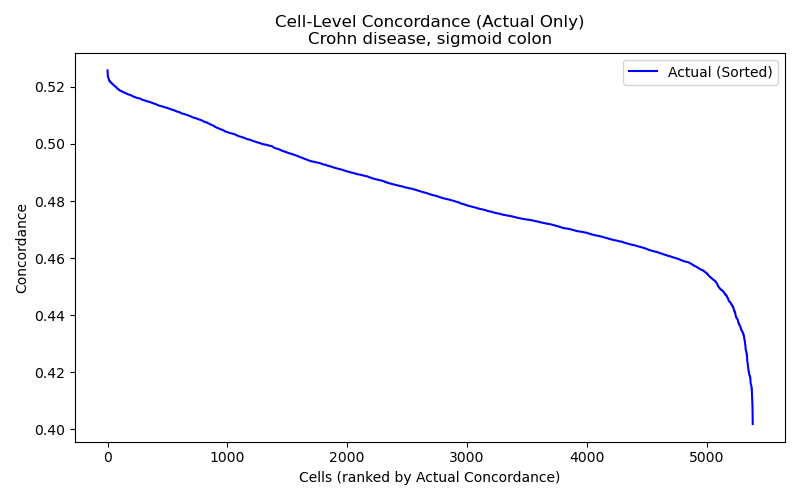 Cell-Level Concordance (Actual Only)
Crohn disease, sigmoid colon
Actual (Sorted)
0.52
0.50
0.48
0.46
0.44
0.42
0.40
Concordance
0 1000 2000 3000 4000 5000
Cells (ranked by Actual Concordance)